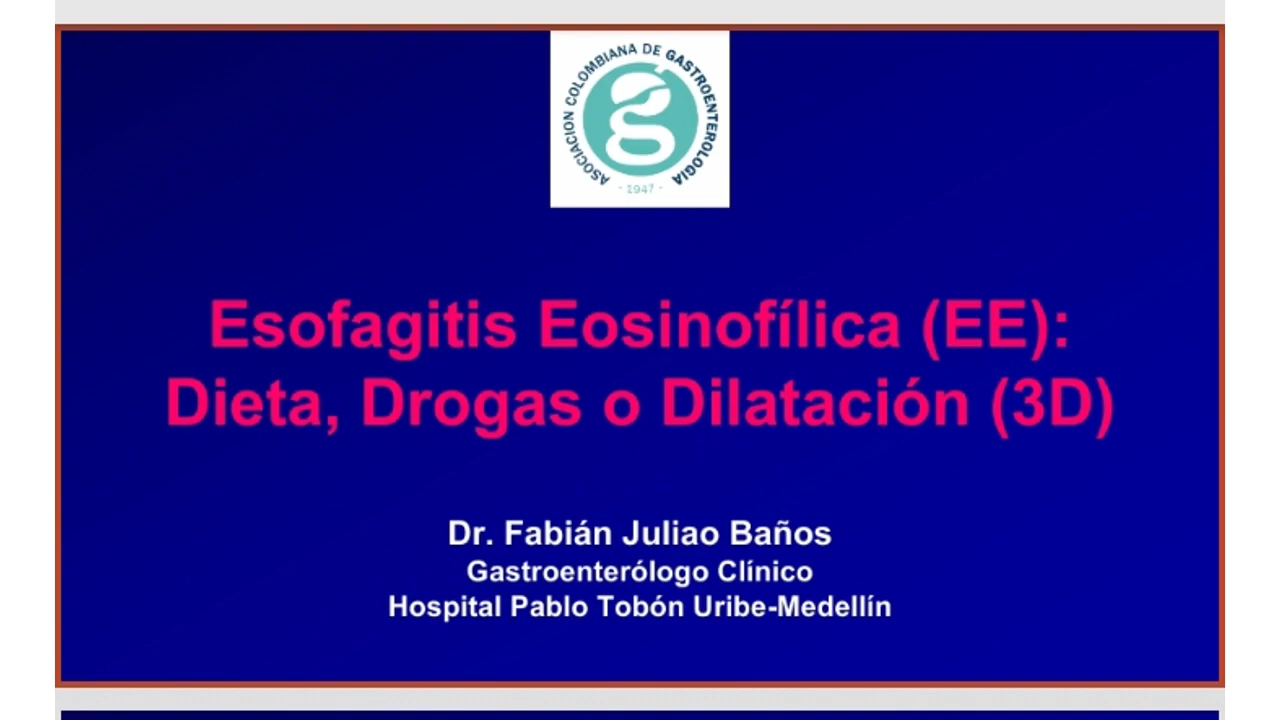 ASOCIACION COLOMBIANA DE GASTROENTEROLOGIA
- 1947 -
Esofagitis Eosinofílica (EE):
Dieta, Drogas o Dilatación (3D)
Dr. Fabián Juliao Baños
Gastroenterólogo Clínico
Hospital Pablo Tobón Uribe-Medellín